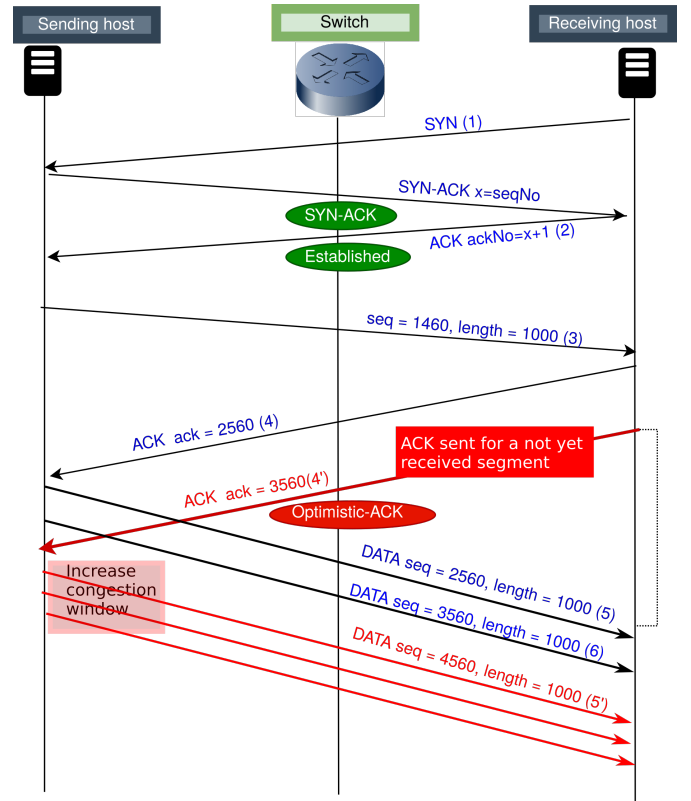 Sending host
Switch
Receiving host
SYN (1)
SYN-ACK x=seqNo
SYN-ACK
ACK ackNo=x+1 (2)
Established
seq = 1460, length = 1000 (3)
ACK ack = 2560 (4)
ACK sent for a not yet
received segment
ACK ack = 3560(4')
Optimistic-ACK
DATA seq = 2560, length = 1000 (5)
Increase
congestion
window
DATA seq = 3560, length = 1000 (6)
DATA seq = 4560, length = 1000 (5')